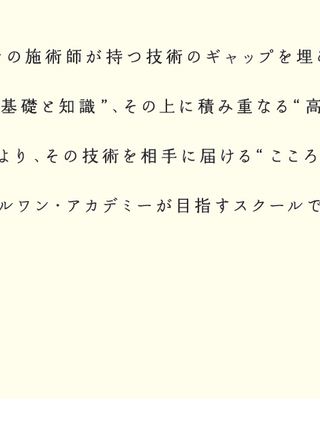 の施術師が持つ技術のギャップを埋
基礎と知識”、その上に積み重なる“高
より、その技術を相手に届ける“こころ
ルワン・アカデミーが目指すスクールで